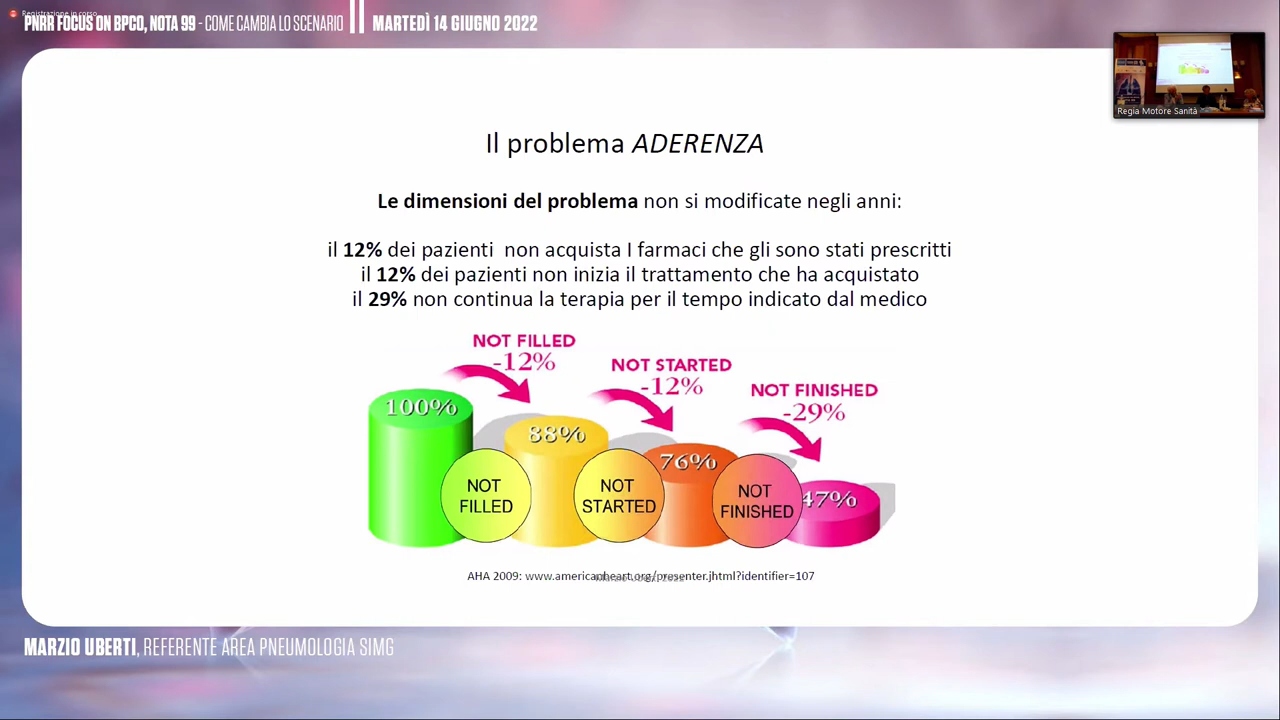 Registrazione in corso
PNRR FOCUS ON BPCO, NOTA 99 - COME CAMBIA LO SCENARIO || MARTEDÌ 14 GIUGNO 2022
Regia Motore Sanità
Il problema ADERENZA
Le dimensioni del problema non si modificate negli anni:
il 12% dei pazienti non acquista I farmaci che gli sono stati prescritti
il 12% dei pazienti non inizia il trattamento che ha acquistato
il 29% non continua la terapia per il tempo indicato dal medico
NOT FILLED
-12%
NOT STARTED
-12%
NOT FINISHED
-29%
100%
88%
76%
47%
NOT
FILLED
NOT
STARTED
NOT
FINISHED
AHA 2009: www.americanheart.org/presenter.jhtml?identifier=107
MARZIO UBERTI, REFERENTE AREA PNEUMOLOGIA SIMG